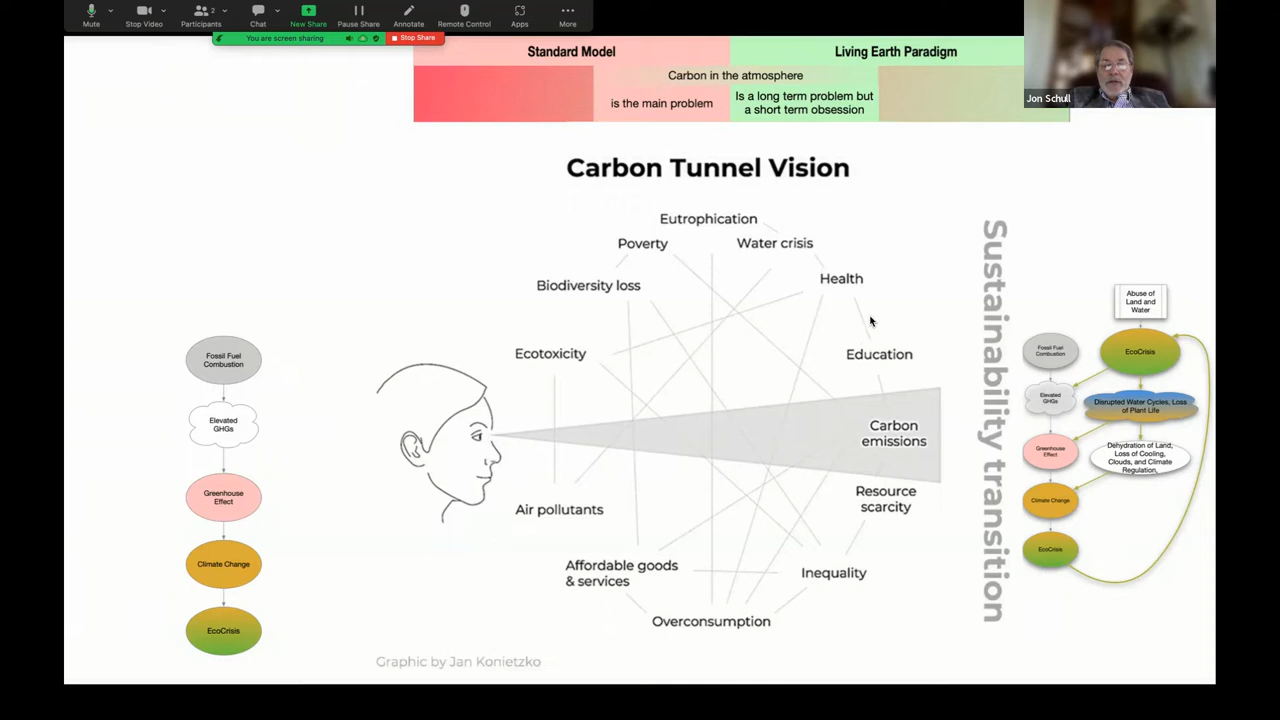 Mute
Stop Video
Participants
2
Chat
New Share
Pause Share
Annotate
Remote Control
Apps
More
You are screen sharing
Stop Share
Jon Schull
Standard Model
Living Earth Paradigm
Carbon in the atmosphere
is the main problem
Is a long term problem but
a short term obsession
Carbon Tunnel Vision
Eutrophication
Poverty
Water crisis
Health
Biodiversity loss
Ecotoxicity
Education
Carbon
emissions
Resource
scarcity
Air pollutants
Affordable goods
& services
Inequality
Overconsumption
Sustainability transition
Graphic by Jan Konietzko
Fossil Fuel
Combustion
Elevated
GHGs
Greenhouse
Effect
Climate Change
EcoCrisis
Abuse of
Land and
Water
Fossil Fuel
Combustion
EcoCrisis
Elevated
GHGs
Disrupted Water Cycles, Loss
of Plant Life
Greenhouse
Effect
Dehydration of Land,
Loss of Cooling,
Clouds, and Climate
Regulation,
Climate Change
EcoCrisis